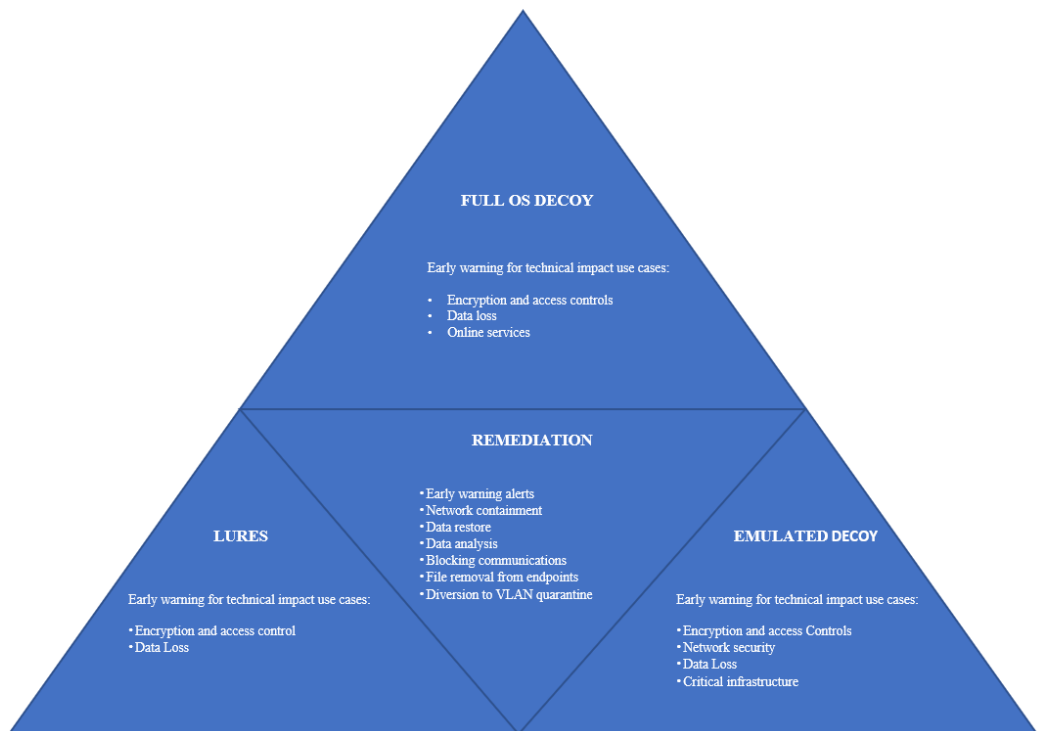 FULL OS DECOY
Early warning for technical impact use cases:
• Encryption and access controls
• Data loss
• Online services
REMEDIATION
• Early warning alerts
• Network containment
• Data restore
• Data analysis
• Blocking communications
• File removal from endpoints
• Diversion to VLAN quarantine
LURES
Early warning for technical impact use cases:
• Encryption and access control
• Data Loss
EMULATED DECOY
Early warning for technical impact use cases:
• Encryption and access Controls
• Network security
• Data Loss
• Critical infrastructure